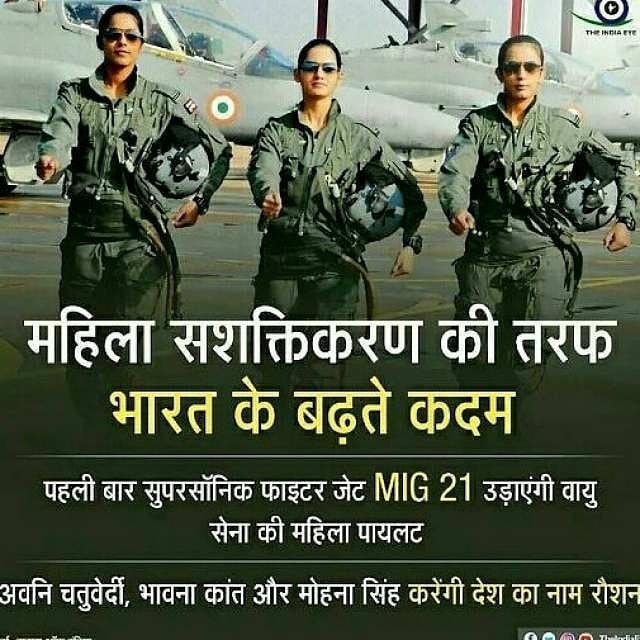 THE INDIA EYE
महिला सशक्तिकरण की तरफ
भारत के बढ़ते कदम
पहली बार सुपरसॉनिक फाइटर जेट MIG 21 उड़ाएंगी वायु
सेना की महिला पायलट
अवनि चतुर्वेर्दी, भावना कांत और मोहना सिंह करेंगी देश का नाम रौशन